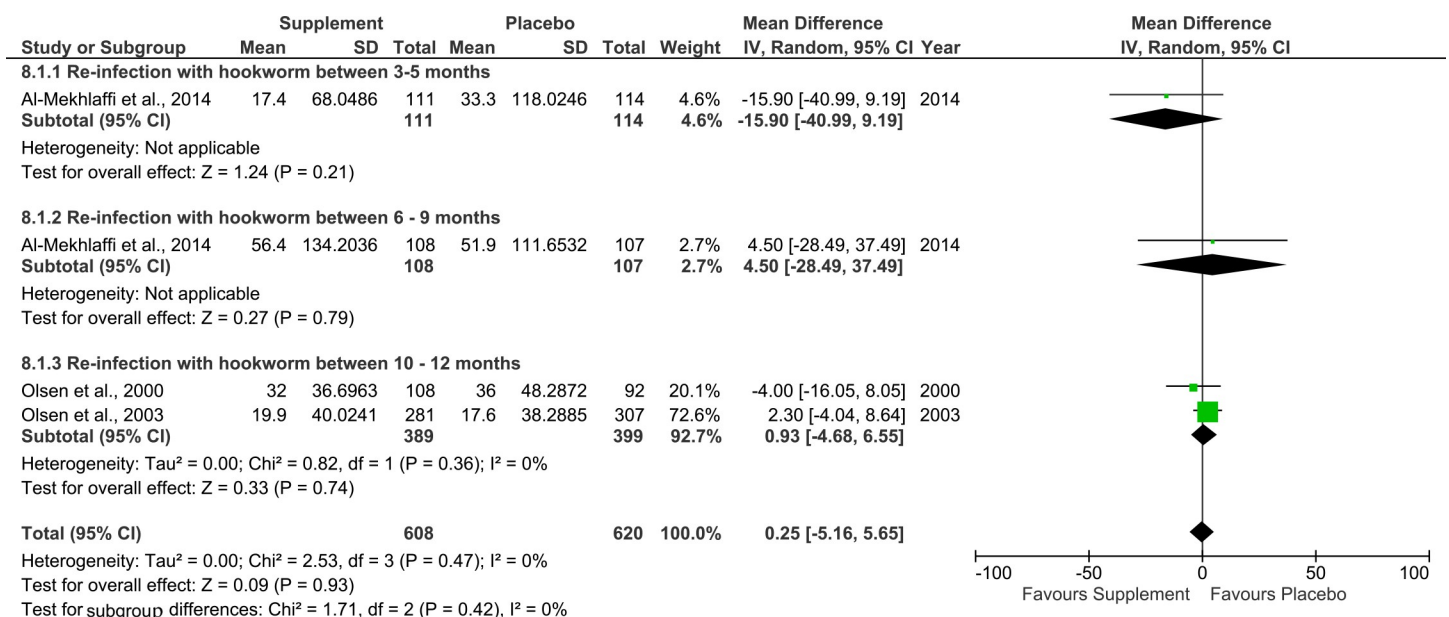 Supplement Placebo Mean Difference Mean Difference
Study or Subgroup Mean SD Total Mean SD Total Weight IV, Random, 95% CI Year IV, Random, 95% CI
8.1.1 Re-infection with hookworm between 3-5 months
Al-Mekhlaffi et al., 2014 17.4 68.0486 111 33.3 118.0246 114 4.6% -15.90 [-40.99, 9.19] 2014
Subtotal (95% CI) 111 114 4.6% -15.90 [-40.99, 9.19]
Heterogeneity: Not applicable
Test for overall effect: Z = 1.24 (P = 0.21)
8.1.2 Re-infection with hookworm between 6 - 9 months
Al-Mekhlaffi et al., 2014 56.4 134.2036 108 51.9 111.6532 107 2.7% 4.50 [-28.49, 37.49] 2014
Subtotal (95% CI) 108 107 2.7% 4.50 [-28.49, 37.49]
Heterogeneity: Not applicable
Test for overall effect: Z = 0.27 (P = 0.79)
8.1.3 Re-infection with hookworm between 10 - 12 months
Olsen et al., 2000 32 36.6963 108 36 48.2872 92 20.1% -4.00 [-16.05, 8.05] 2000
Olsen et al., 2003 19.9 40.0241 281 17.6 38.2885 307 72.6% 2.30 [-4.04, 8.64] 2003
Subtotal (95% CI) 389 399 92.7% 0.93 [-4.68, 6.55]
Heterogeneity: Tau² = 0.00; Chi² = 0.82, df = 1 (P = 0.36); I² = 0%
Test for overall effect: Z = 0.33 (P = 0.74)
Total (95% CI) 608 620 100.0% 0.25 [-5.16, 5.65]
Heterogeneity: Tau² = 0.00; Chi² = 2.53, df = 3 (P = 0.47); I² = 0%
Test for overall effect: Z = 0.09 (P = 0.93)
Test for subgroup differences: Chi² = 1.71, df = 2 (P = 0.42), I² = 0%
-100 -50 0 50 100
Favours Supplement Favours Placebo